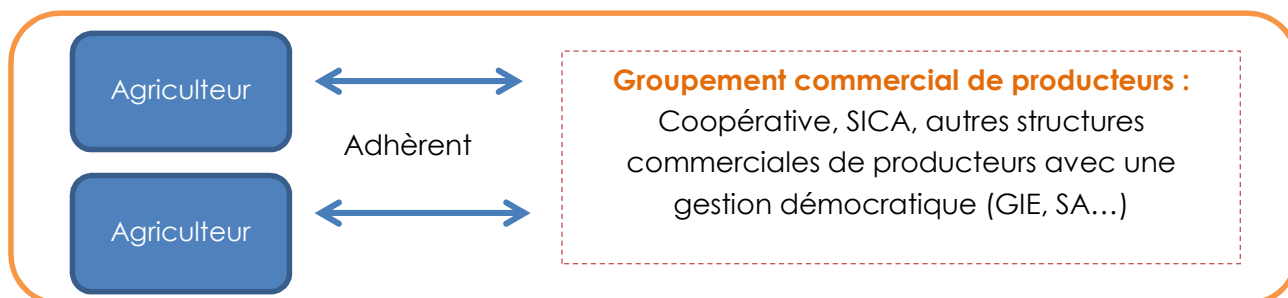 Agriculteur
Adhèrent
Agriculteur
Groupement commercial de producteurs :
Coopérative, SICA, autres structures
commerciales de producteurs avec une
gestion démocratique (GIE, SA…)